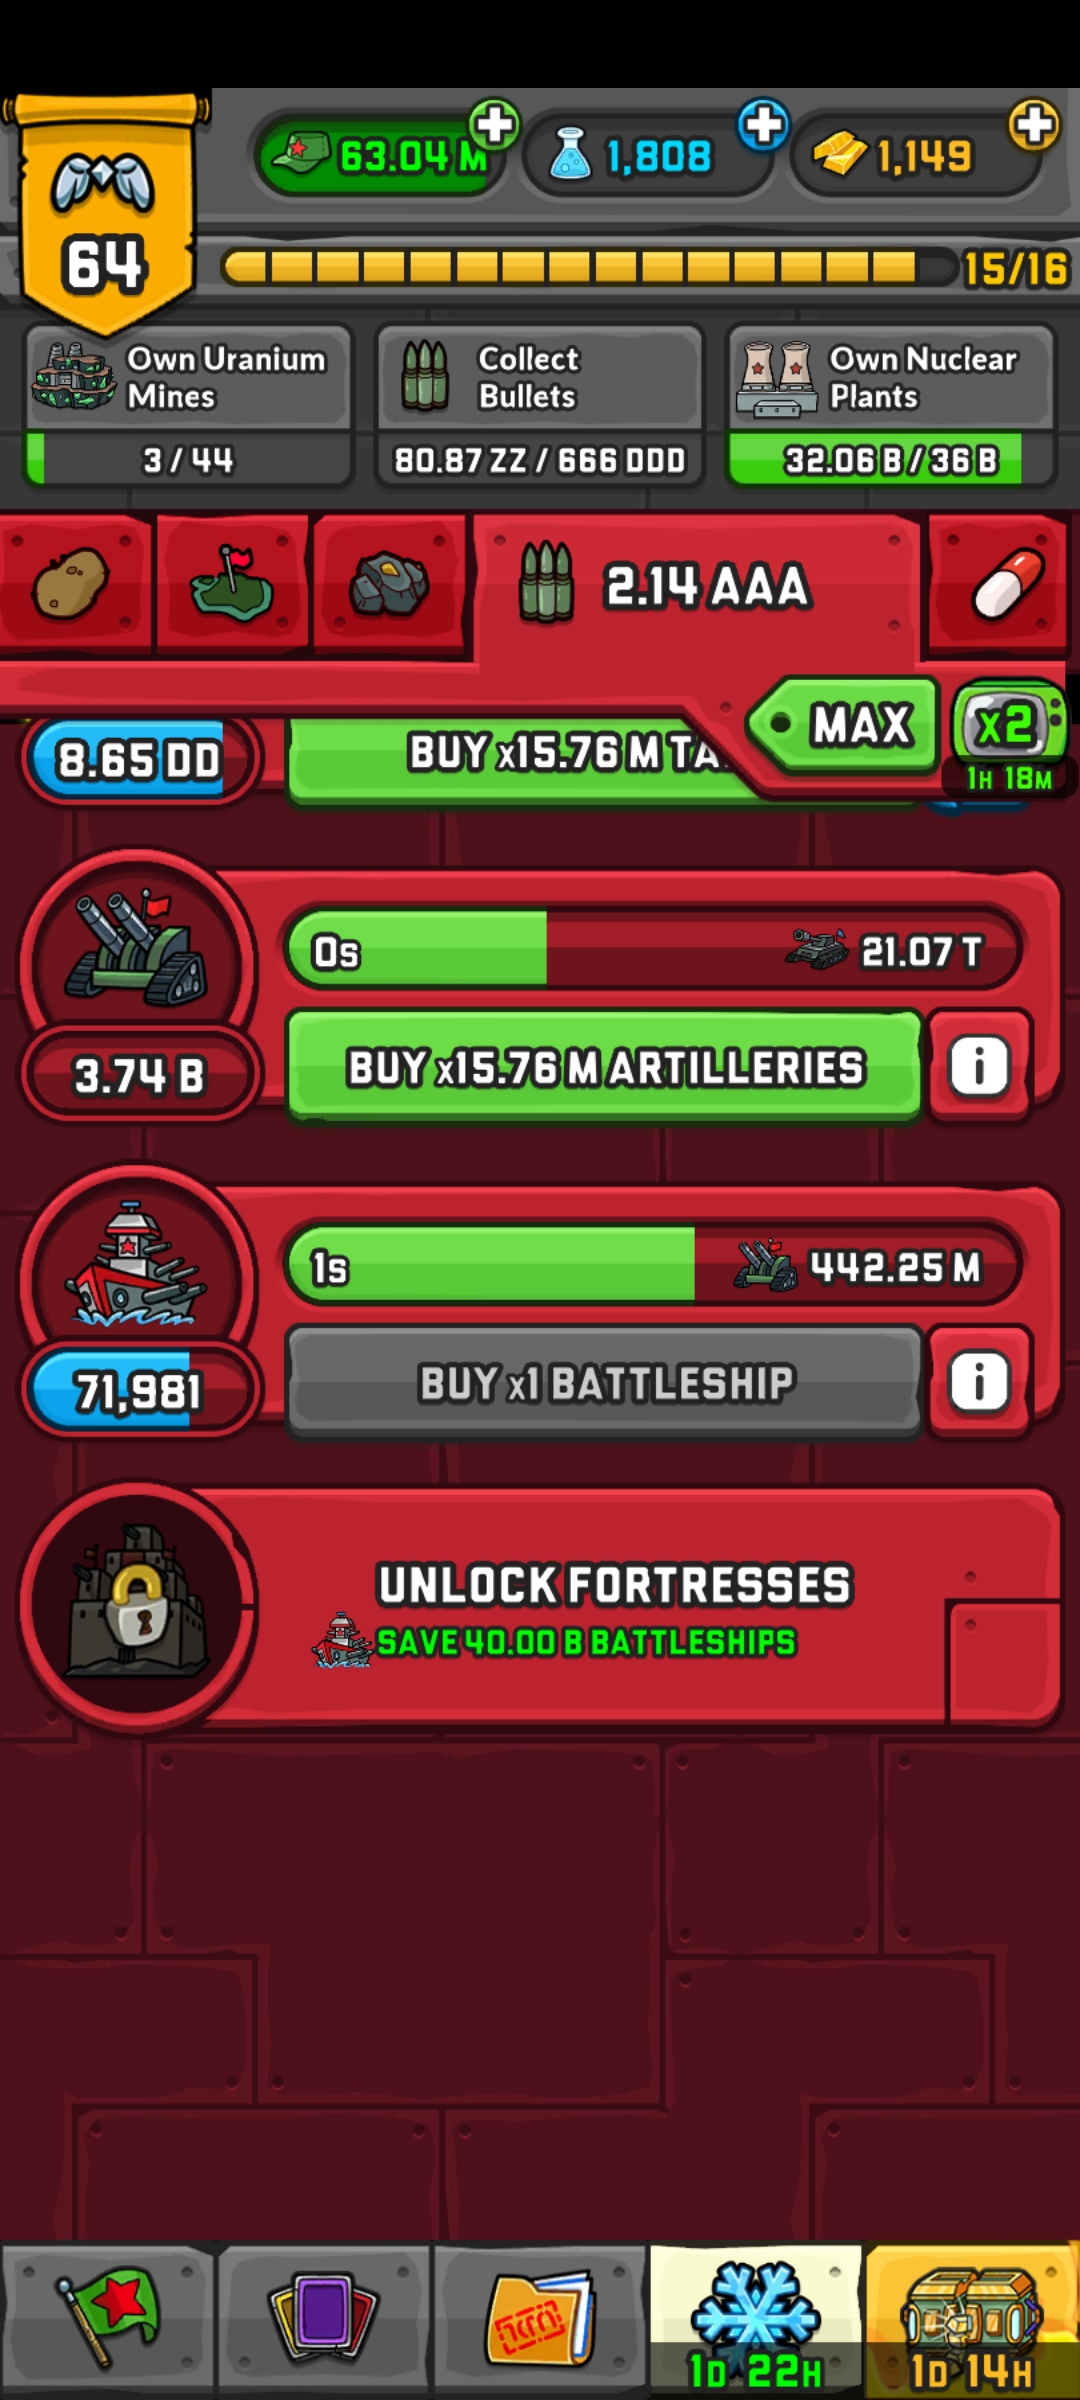 63.04 M
1,808
1,149
64
15/16
Own Uranium
Mines
3 / 44
Collect
Bullets
80.87 ZZ / 666 DDD
Own Nuclear
Plants
32.06 B / 36 B
2.14 AAA
MAX
x2
1H 18M
8.65 DD
BUY x15.76 M TA
0s
21.07 T
3.74 B
BUY x15.76 M ARTILLERIES
i
1s
442.25 M
71,981
BUY x1 BATTLESHIP
i
UNLOCK FORTRESSES
SAVE 40.00 B BATTLESHIPS
1D 22H
1D 14H